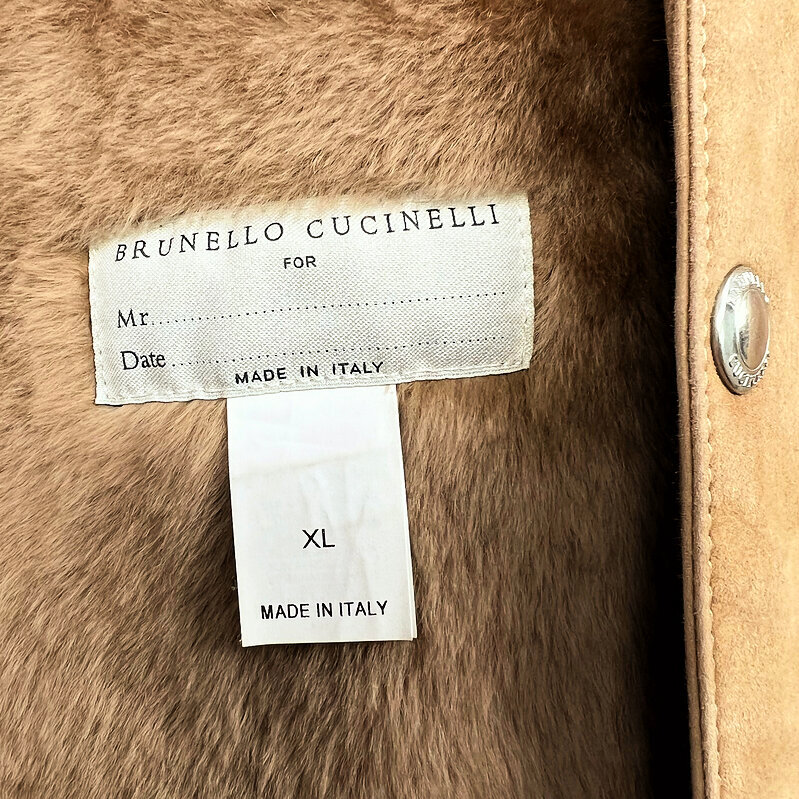 BRUNELLO CUCINELLI
FOR
Mr.
Date
MADE IN ITALY
XL
MADE IN ITALY